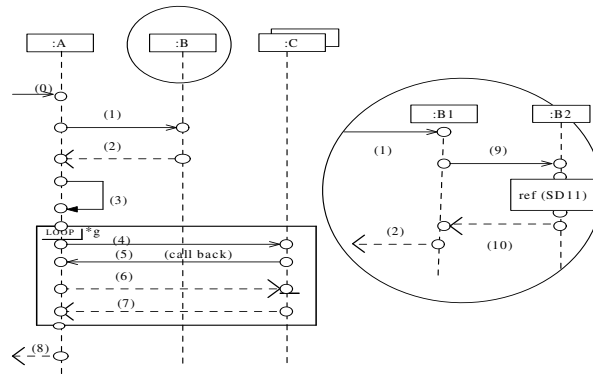 :A
:B
:C
(0)
(1)
(2)
(3)
LOOP *g
(4)
(5) (call back)
(6)
(7)
(8)
:B1
:B2
(1)
(9)
ref (SD11)
(2)
(10)